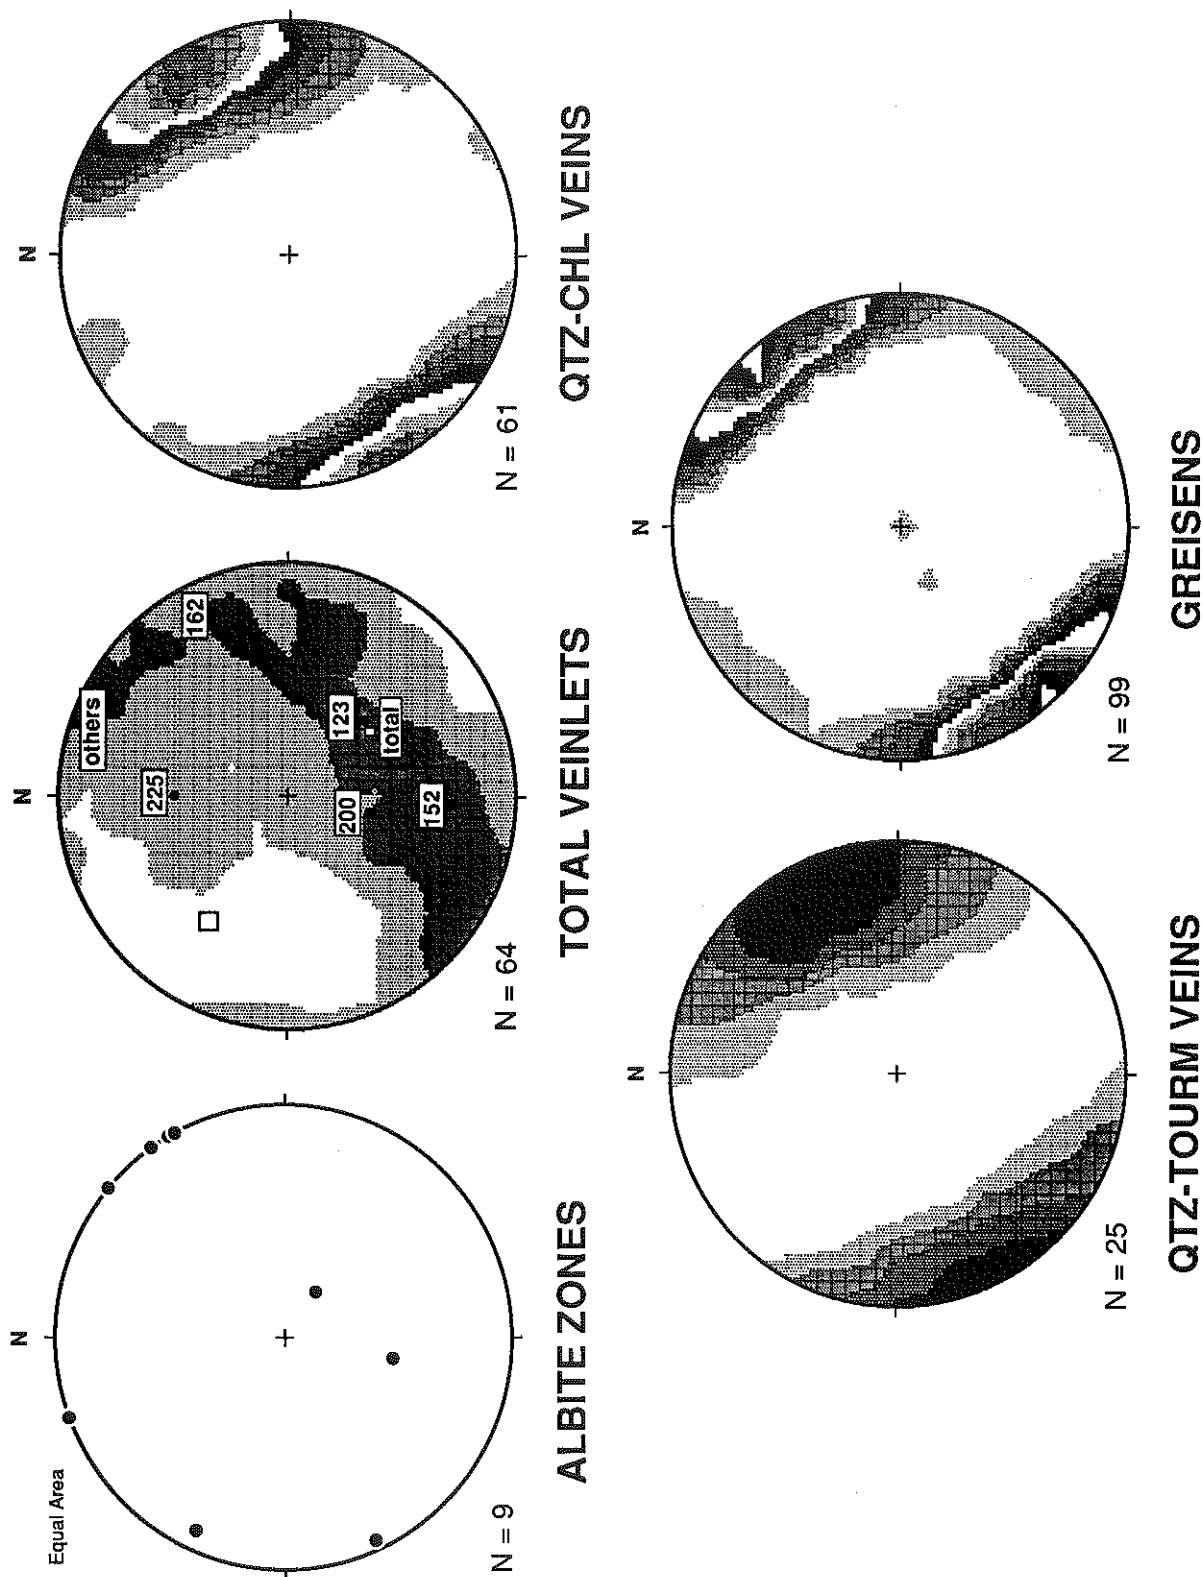 Equal Area
N
N = 9
ALBITE ZONES
N
others
162
225
123
total
200
152
N = 64
TOTAL VEINLETS
N
N = 61
QTZ-CHL VEINS
N
N = 25
QTZ-TOURM VEINS
N
N = 99
GREISENS